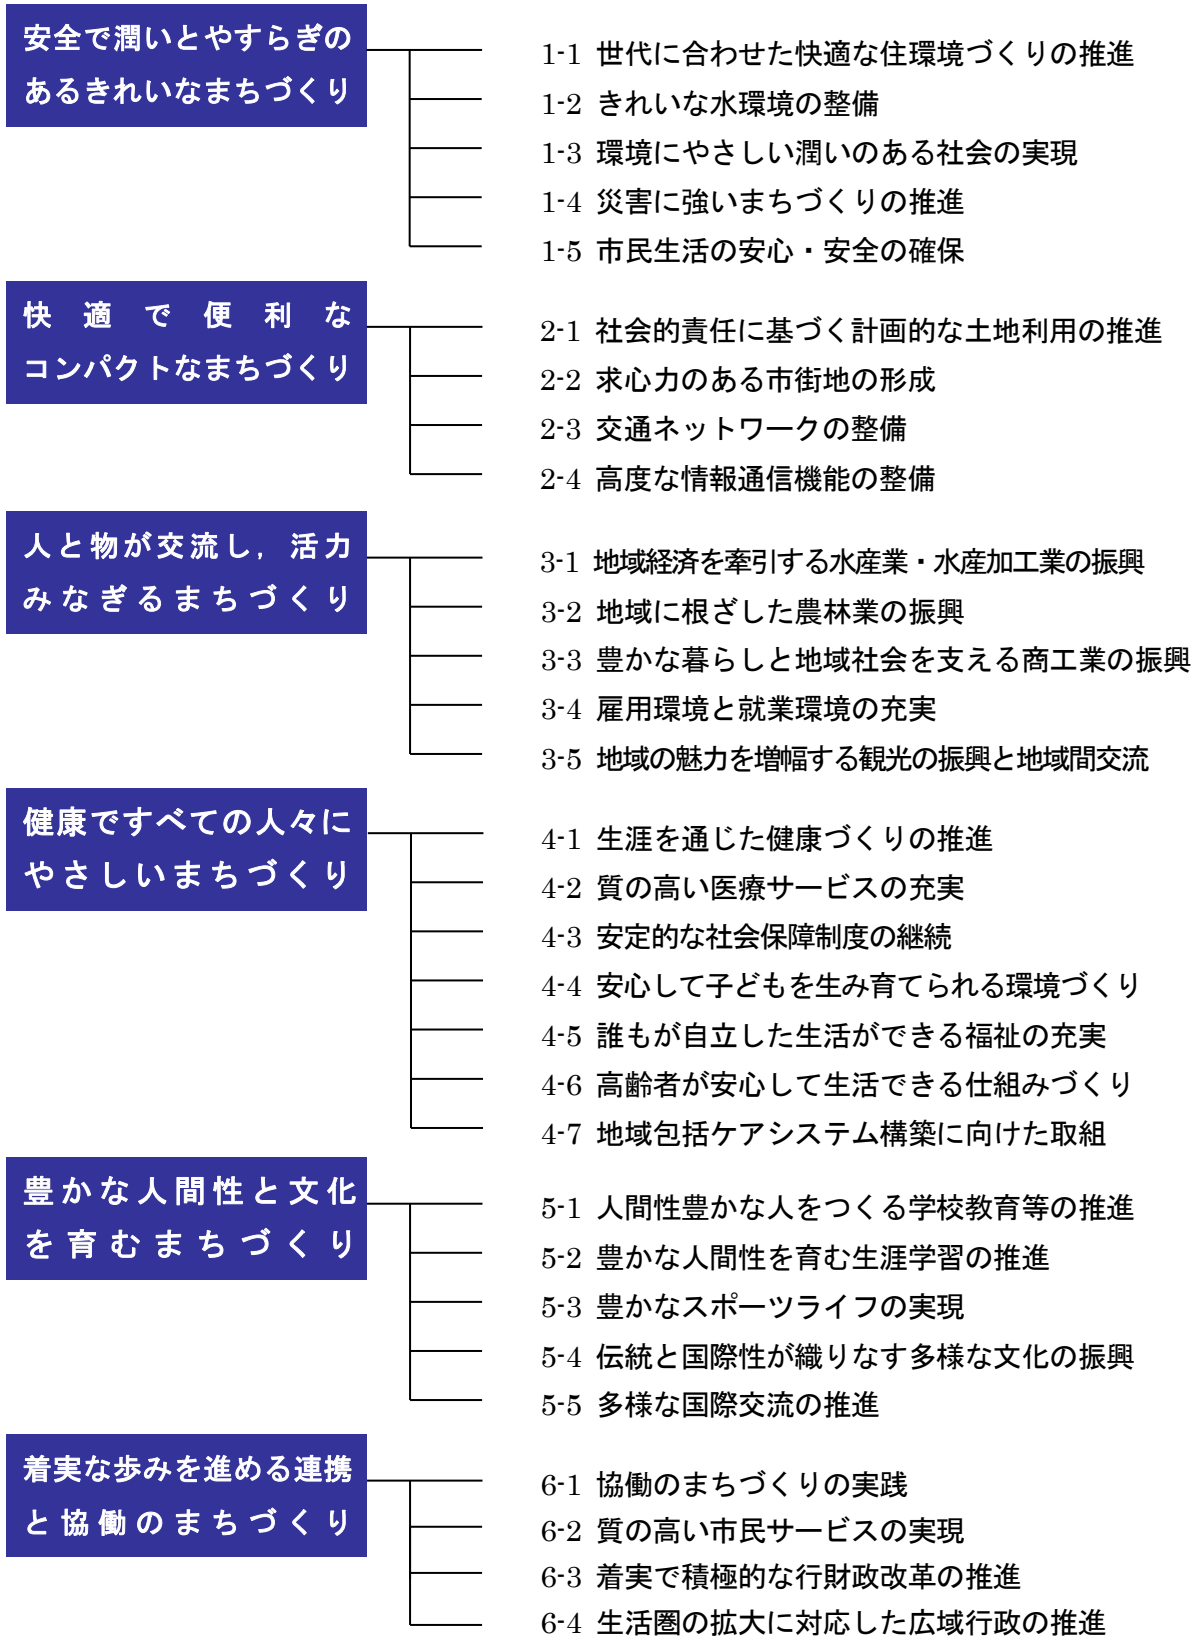 安全で潤いとやすらぎの
あるきれいなまちづくり
1-1 世代に合わせた快適な住環境づくりの推進
1-2 きれいな水環境の整備
1-3 環境にやさしい潤いのある社会の実現
1-4 災害に強いまちづくりの推進
1-5 市民生活の安心・安全の確保
快適で便利な
コンパクトなまちづくり
2-1 社会的責任に基づく計画的な土地利用の推進
2-2 求心力のある市街地の形成
2-3 交通ネットワークの整備
2-4 高度な情報通信機能の整備
人と物が交流し，活力
みなぎるまちづくり
3-1 地域経済を牽引する水産業・水産加工業の振興
3-2 地域に根ざした農林業の振興
3-3 豊かな暮らしと地域社会を支える商工業の振興
3-4 雇用環境と就業環境の充実
3-5 地域の魅力を増幅する観光の振興と地域間交流
健康ですべての人々に
やさしいまちづくり
4-1 生涯を通じた健康づくりの推進
4-2 質の高い医療サービスの充実
4-3 安定的な社会保障制度の継続
4-4 安心して子どもを生み育てられる環境づくり
4-5 誰もが自立した生活ができる福祉の充実
4-6 高齢者が安心して生活できる仕組みづくり
4-7 地域包括ケアシステム構築に向けた取組
豊かな人間性と文化
を育むまちづくり
5-1 人間性豊かな人をつくる学校教育等の推進
5-2 豊かな人間性を育む生涯学習の推進
5-3 豊かなスポーツライフの実現
5-4 伝統と国際性が織りなす多様な文化の振興
5-5 多様な国際交流の推進
着実な歩みを進める連携
と協働のまちづくり
6-1 協働のまちづくりの実践
6-2 質の高い市民サービスの実現
6-3 着実で積極的な行財政改革の推進
6-4 生活圏の拡大に対応した広域行政の推進